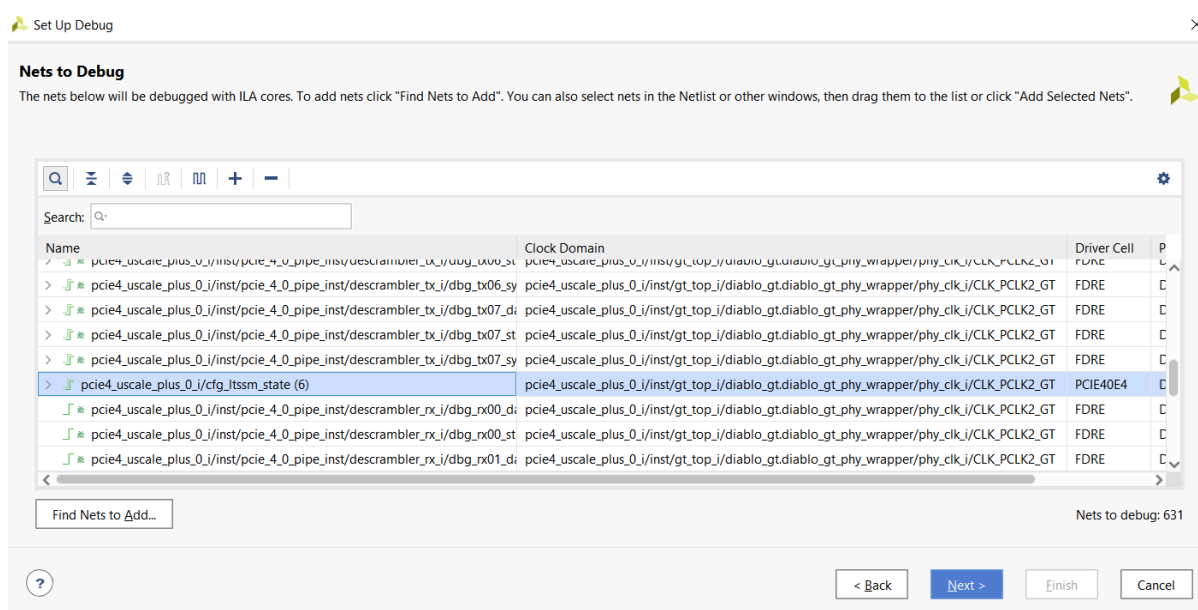 Set Up Debug
Nets to Debug
The nets below will be debugged with ILA cores. To add nets click "Find Nets to Add". You can also select nets in the Netlist or other windows, then drag them to the list or click "Add Selected Nets".
Search:
Name Clock Domain Driver Cell P
pcie4_uscale_plus_0_i/inst/pcie_4_0_pipe_inst/descrambler_tx_i/dbg_tx06_st pcie4_uscale_plus_0_i/inst/gt_top_i/diablo_gt.diablo_gt_phy_wrapper/phy_clk_i/CLK_PCLK2_GT FDRE
pcie4_uscale_plus_0_i/inst/pcie_4_0_pipe_inst/descrambler_tx_i/dbg_tx06_sy pcie4_uscale_plus_0_i/inst/gt_top_i/diablo_gt.diablo_gt_phy_wrapper/phy_clk_i/CLK_PCLK2_GT FDRE
pcie4_uscale_plus_0_i/inst/pcie_4_0_pipe_inst/descrambler_tx_i/dbg_tx07_da pcie4_uscale_plus_0_i/inst/gt_top_i/diablo_gt.diablo_gt_phy_wrapper/phy_clk_i/CLK_PCLK2_GT FDRE
pcie4_uscale_plus_0_i/inst/pcie_4_0_pipe_inst/descrambler_tx_i/dbg_tx07_st pcie4_uscale_plus_0_i/inst/gt_top_i/diablo_gt.diablo_gt_phy_wrapper/phy_clk_i/CLK_PCLK2_GT FDRE
pcie4_uscale_plus_0_i/inst/pcie_4_0_pipe_inst/descrambler_tx_i/dbg_tx07_sy pcie4_uscale_plus_0_i/inst/gt_top_i/diablo_gt.diablo_gt_phy_wrapper/phy_clk_i/CLK_PCLK2_GT FDRE
pcie4_uscale_plus_0_i/cfg_ltssm_state (6) pcie4_uscale_plus_0_i/inst/gt_top_i/diablo_gt.diablo_gt_phy_wrapper/phy_clk_i/CLK_PCLK2_GT PCIE40E4
pcie4_uscale_plus_0_i/inst/pcie_4_0_pipe_inst/descrambler_rx_i/dbg_rx00_da pcie4_uscale_plus_0_i/inst/gt_top_i/diablo_gt.diablo_gt_phy_wrapper/phy_clk_i/CLK_PCLK2_GT FDRE
pcie4_uscale_plus_0_i/inst/pcie_4_0_pipe_inst/descrambler_rx_i/dbg_rx00_st pcie4_uscale_plus_0_i/inst/gt_top_i/diablo_gt.diablo_gt_phy_wrapper/phy_clk_i/CLK_PCLK2_GT FDRE
pcie4_uscale_plus_0_i/inst/pcie_4_0_pipe_inst/descrambler_rx_i/dbg_rx01_da pcie4_uscale_plus_0_i/inst/gt_top_i/diablo_gt.diablo_gt_phy_wrapper/phy_clk_i/CLK_PCLK2_GT FDRE
Find Nets to Add... Nets to debug: 631
? < Back Next > Finish Cancel